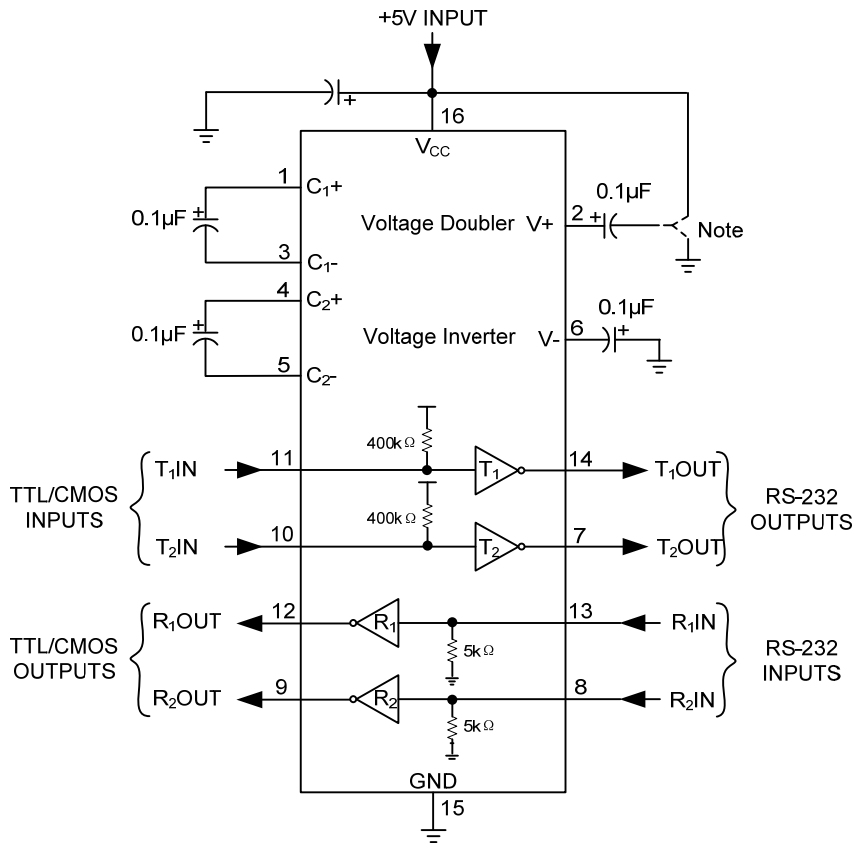 +5V INPUT
16
VCC
1
C1+
0.1µF
+
3
C1-
4
C2+
0.1µF
+
5
C2-
Voltage Doubler
V+
2
+
0.1µF
Note
Voltage Inverter
V-
6
0.1µF
+
+
400kΩ
400kΩ
TTL/CMOS
INPUTS
T1IN
11
T1
14
T1OUT
T2IN
10
T2
7
T2OUT
RS-232
OUTPUTS
TTL/CMOS
OUTPUTS
R1OUT
12
R1
13
R1IN
5kΩ
R2OUT
9
R2
8
R2IN
5kΩ
RS-232
INPUTS
GND
15